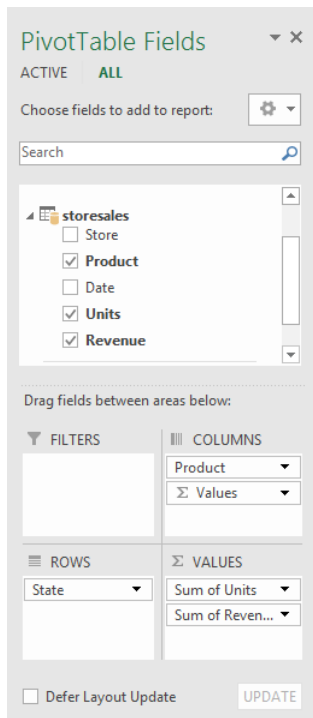 PivotTable Fields
ACTIVE ALL
Choose fields to add to report:
Search
storesales
Store
Product
Date
Units
Revenue
Drag fields between areas below:
FILTERS
COLUMNS
Product
Σ Values
ROWS
State
Σ VALUES
Sum of Units
Sum of Reven...
Defer Layout Update
UPDATE